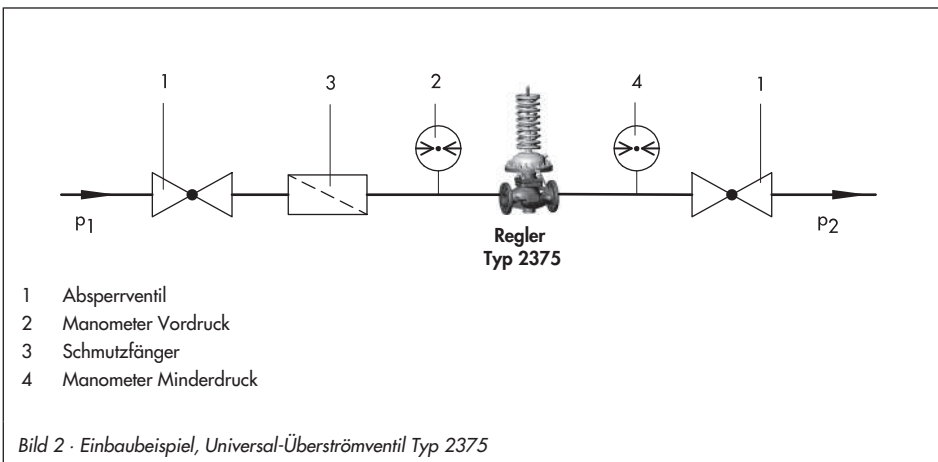 1
3
2
4
1
p1
p2
Regler
Typ 2375
1 Absperrventil
2 Manometer Vordruck
3 Schmutzfänger
4 Manometer Minderdruck
Bild 2 · Einbaubeispiel, Universal-Überströmventil Typ 2375